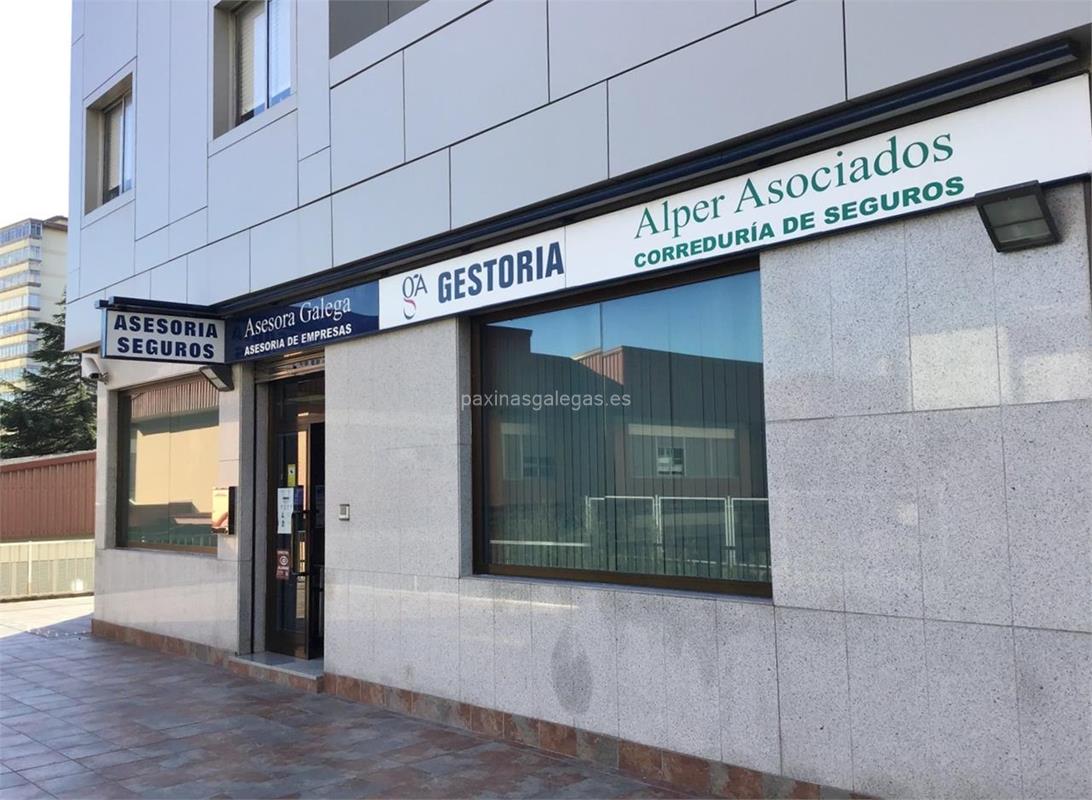 ASESORIA
SEGUROS
Asesora Galega
ASESORIA DE EMPRESAS
gA GESTORIA
Alper Asociados
CORREDURÍA DE SEGUROS
paxinasgalegas.es